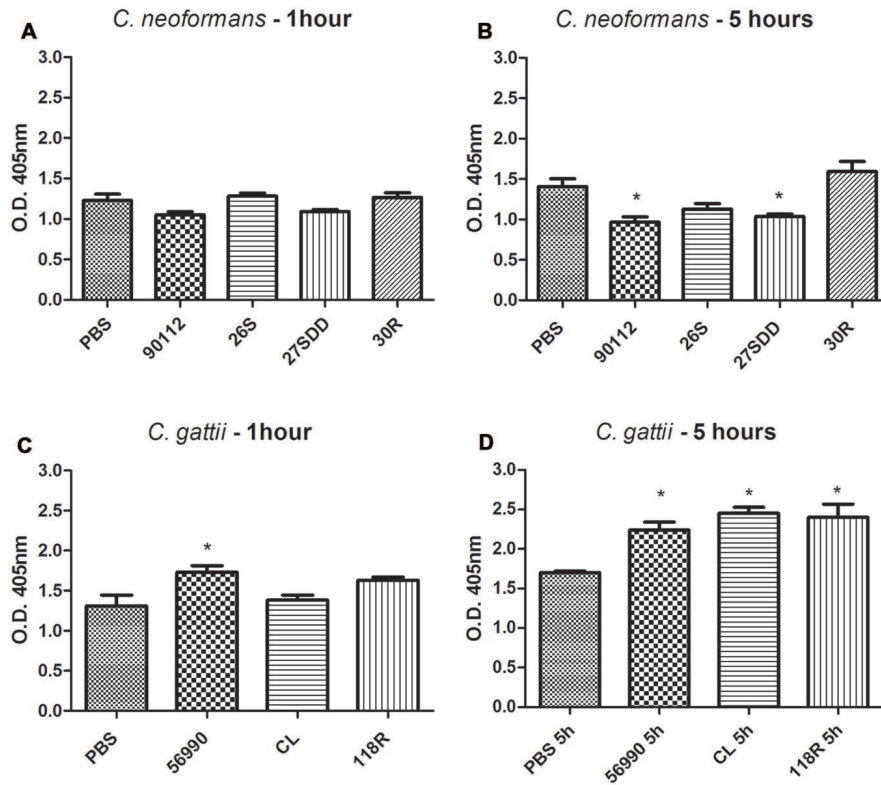 A
C. neoformans - 1hour
O.D. 405nm
3.0
2.5
2.0
1.5
1.0
0.5
0.0
PBS
90112
26S
27SDD
30R
B
C. neoformans - 5 hours
O.D. 405nm
3.0
2.5
2.0
1.5
1.0
0.5
0.0
*
*
PBS
90112
26S
27SDD
30R
C
C. gattii - 1hour
O.D. 405nm
3.0
2.5
2.0
1.5
1.0
0.5
0.0
*
PBS
56990
CL
118R
D
C. gattii - 5 hours
O.D. 405nm
3.0
2.5
2.0
1.5
1.0
0.5
0.0
*
*
*
PBS 5h
56990 5h
CL 5h
118R 5h